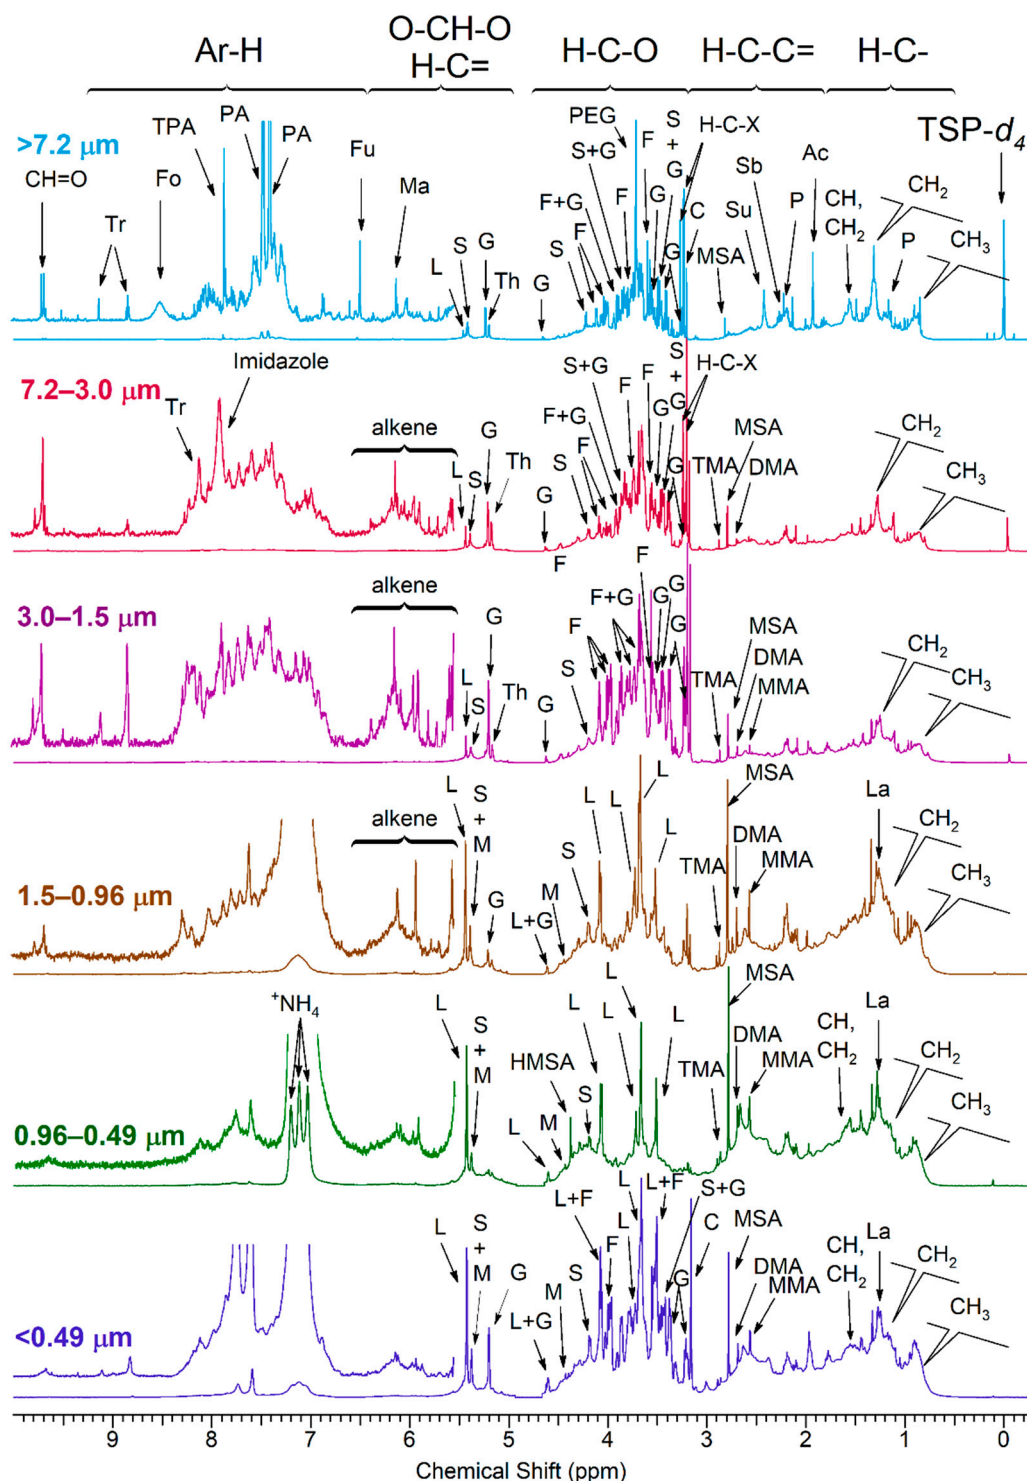 O-CH-O
Ar-H H-C= H-C-O H-C-C= H-C-
>7.2 μm
CH=O Tr Fo TPA PA PA Fu Ma L S G Th G S F F+G S+G F PEG F S + G G G H-C-X C MSA Su Sb P Ac CH, CH2 P CH2 CH3 TSP-d4
7.2–3.0 μm
Tr Imidazole alkene L S G Th G F S F F+G S+G F F S + G G G H-C-X TMA MSA DMA CH2 CH3
3.0–1.5 μm
alkene L S G Th G S F F+G F G G G TMA MSA DMA MMA CH2 CH3
1.5–0.96 μm
alkene L S + M G L+G M S L L L L TMA MSA DMA MMA La CH2 CH3
0.96–0.49 μm
+NH4 L S + M L M HMSA S L L L L TMA MSA DMA MMA CH, CH2 La CH2 CH3
<0.49 μm
L S + M G L+G M S L+F F L L L+F S+G G C MSA DMA MMA CH, CH2 La CH2 CH3
9 8 7 6 5 4 3 2 1 0
Chemical Shift (ppm)